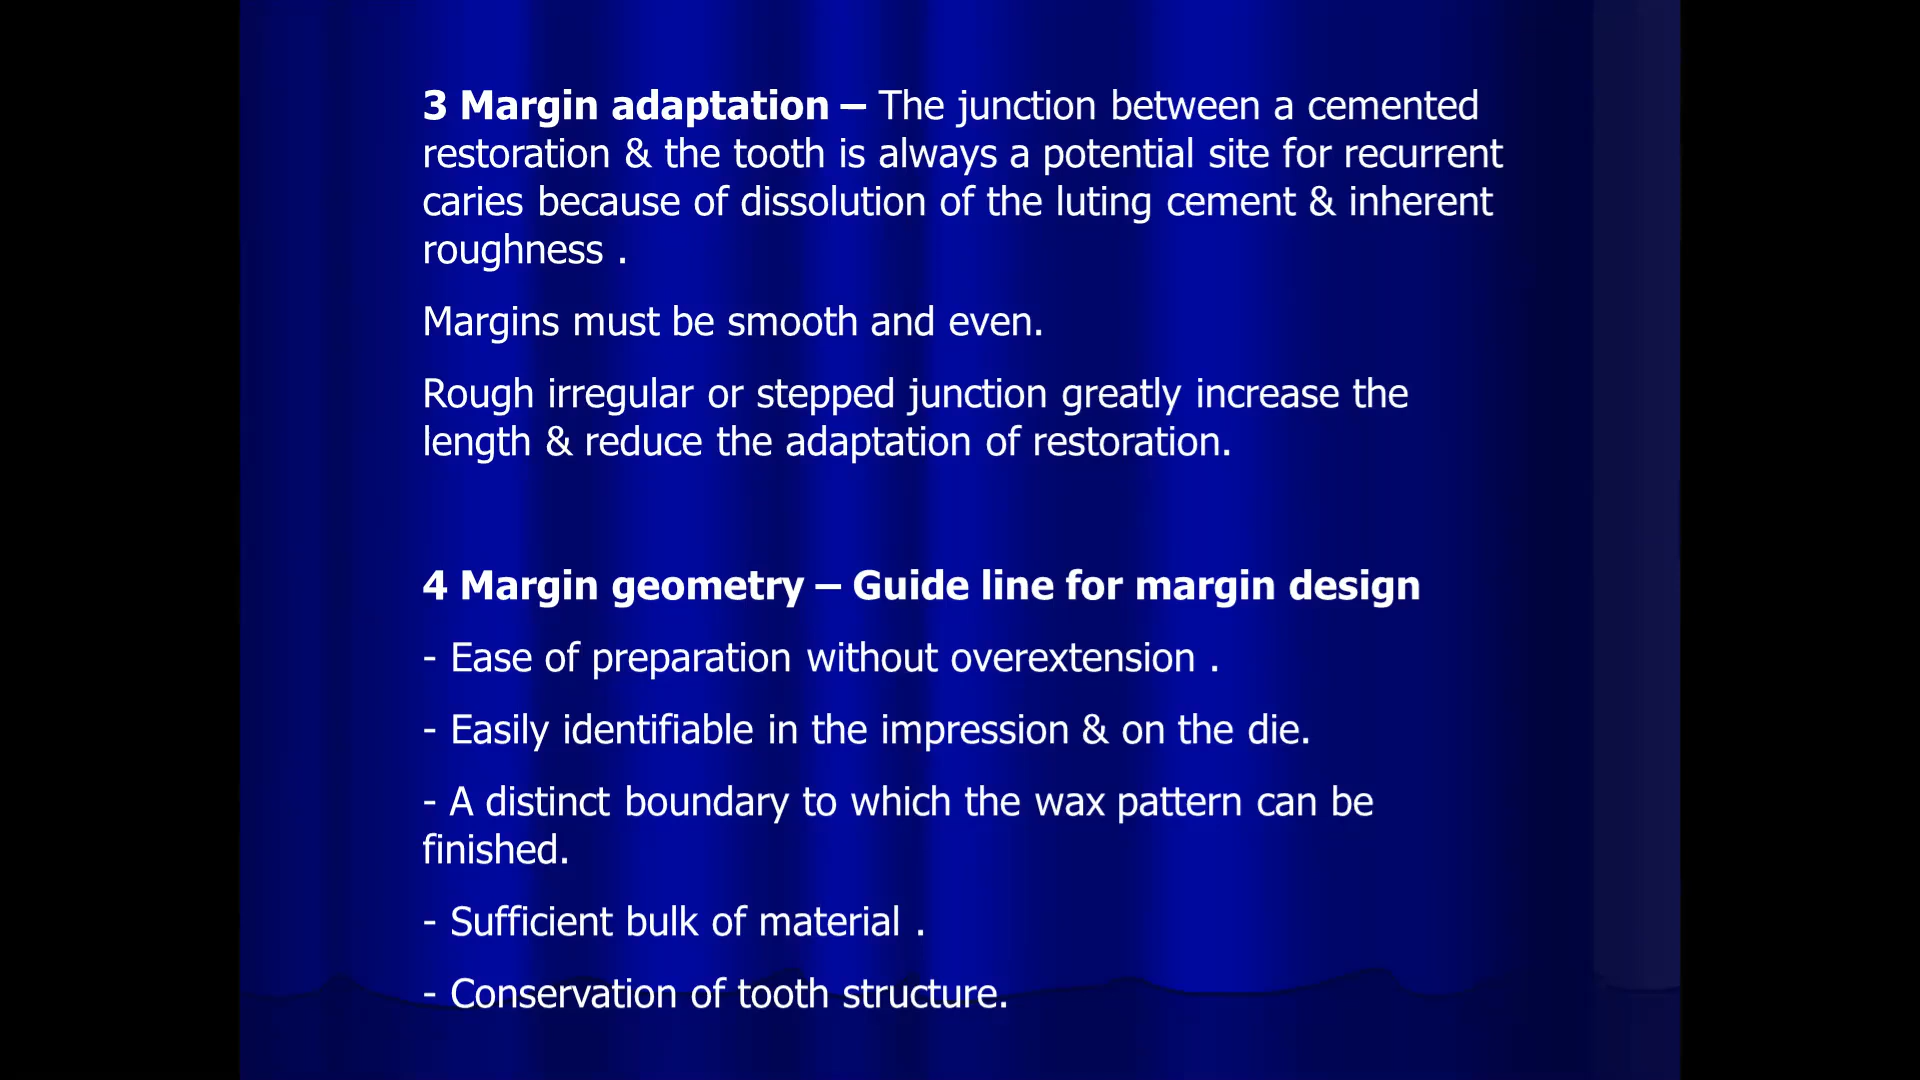 3 Margin adaptation – The junction between a cemented
restoration & the tooth is always a potential site for recurrent
caries because of dissolution of the luting cement & inherent
roughness .
Margins must be smooth and even.
Rough irregular or stepped junction greatly increase the
length & reduce the adaptation of restoration.
4 Margin geometry – Guide line for margin design
- Ease of preparation without overextension .
- Easily identifiable in the impression & on the die.
- A distinct boundary to which the wax pattern can be
finished.
- Sufficient bulk of material .
- Conservation of tooth structure.